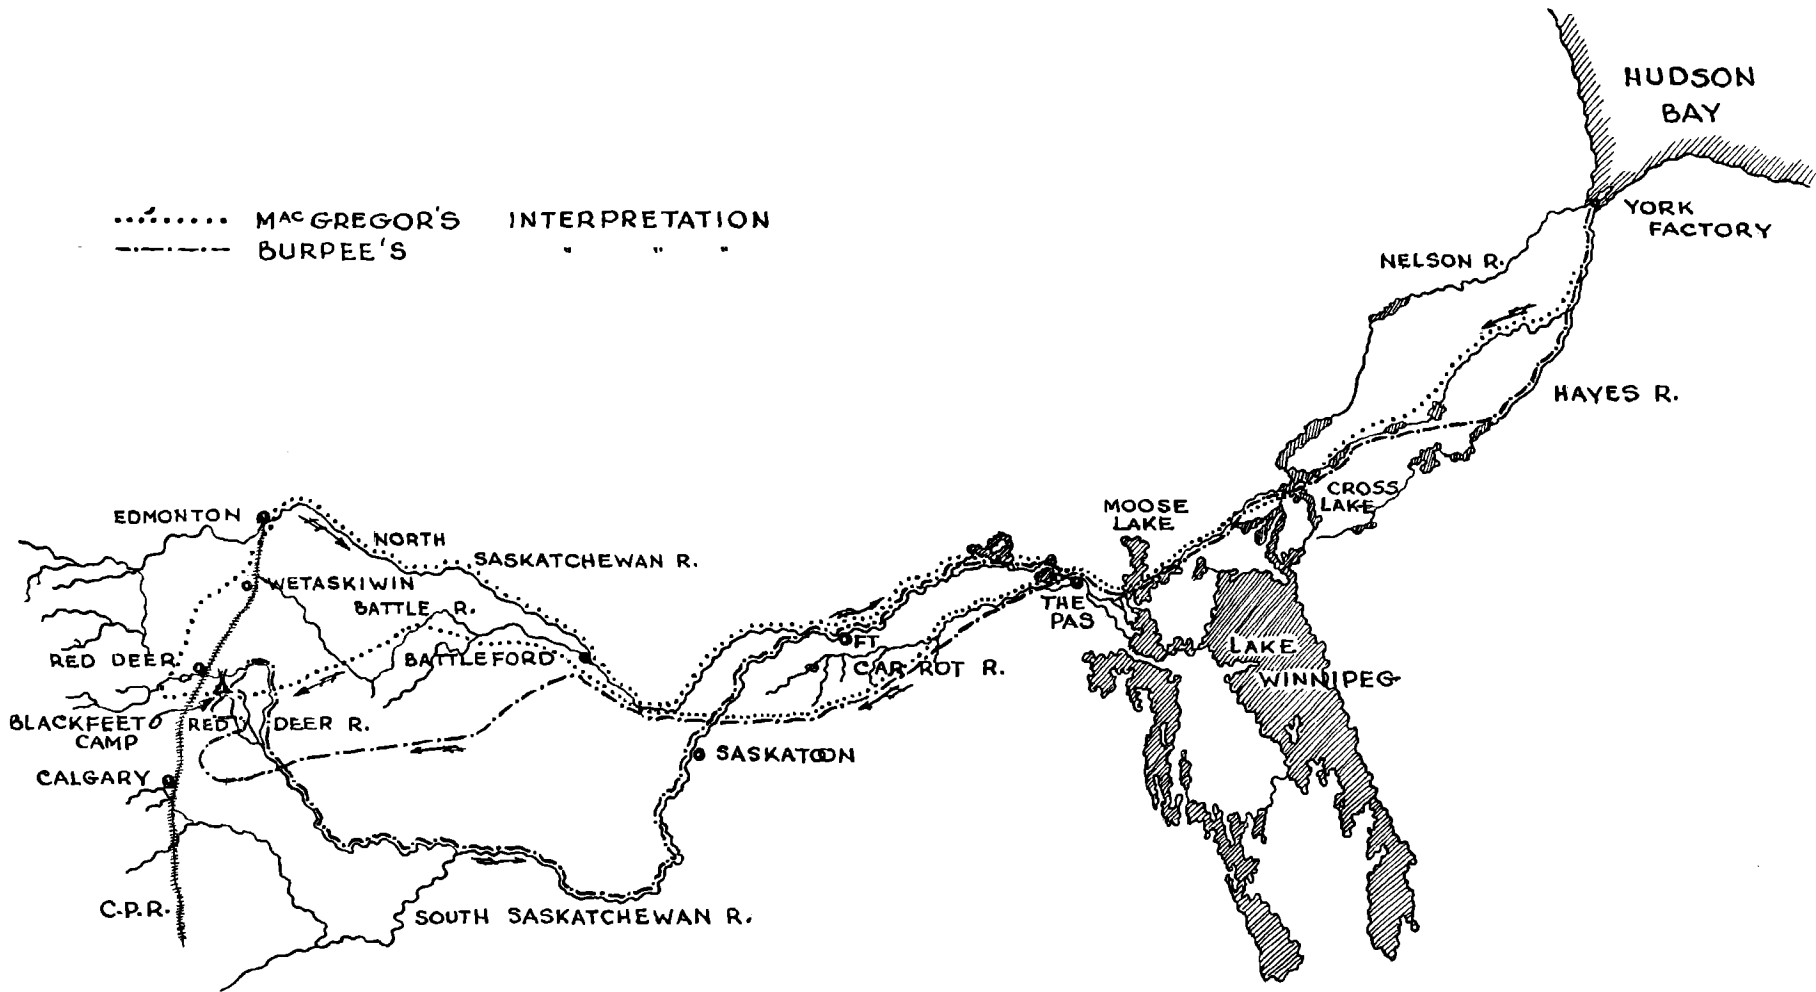 HUDSON
BAY
MACGREGOR'S INTERPRETATION
BURPEE'S " " "
YORK
FACTORY
NELSON R.
HAYES R.
CROSS
LAKE
MOOSE
LAKE
EDMONTON
NORTH
SASKATCHEWAN R.
WETASKIWIN
BATTLE R.
THE
PAS
RED DEER
BATTLEFORD
FT
CARROT R.
LAKE
WINNIPEG
BLACKFEET
CAMP
RED DEER R.
SASKATOON
CALGARY
C.P.R.
SOUTH SASKATCHEWAN R.